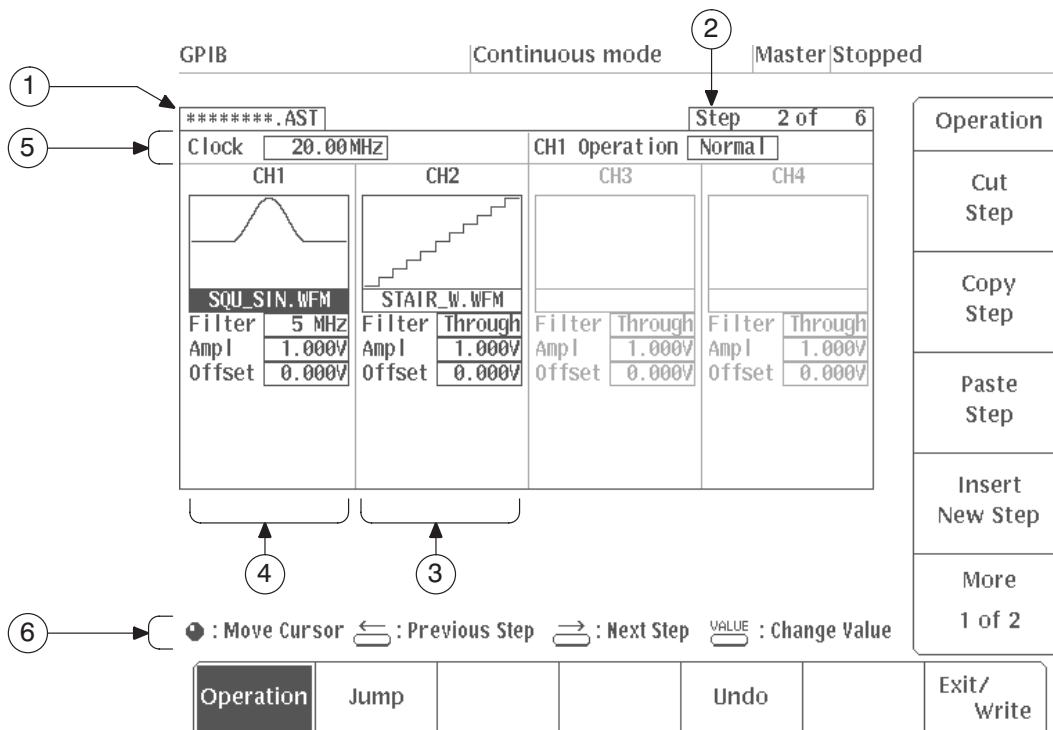 2
GPIB Continuous mode Master Stopped
1
********.AST Step 2 of 6
5
Clock 20.00MHz CH1 Operation Normal
CH1 CH2 CH3 CH4
SQU_SIN.WFM STAIR_W.WFM
Filter 5 MHz Filter Through Filter Through Filter Through
Ampl 1.000V Ampl 1.000V Ampl 1.000V Ampl 1.000V
Offset 0.000V Offset 0.000V Offset 0.000V Offset 0.000V
4 3
6
: Move Cursor : Previous Step : Next Step VALUE : Change Value
Operation
Cut
Step
Copy
Step
Paste
Step
Insert
New Step
More
1 of 2
Operation Jump Undo Exit/
Write